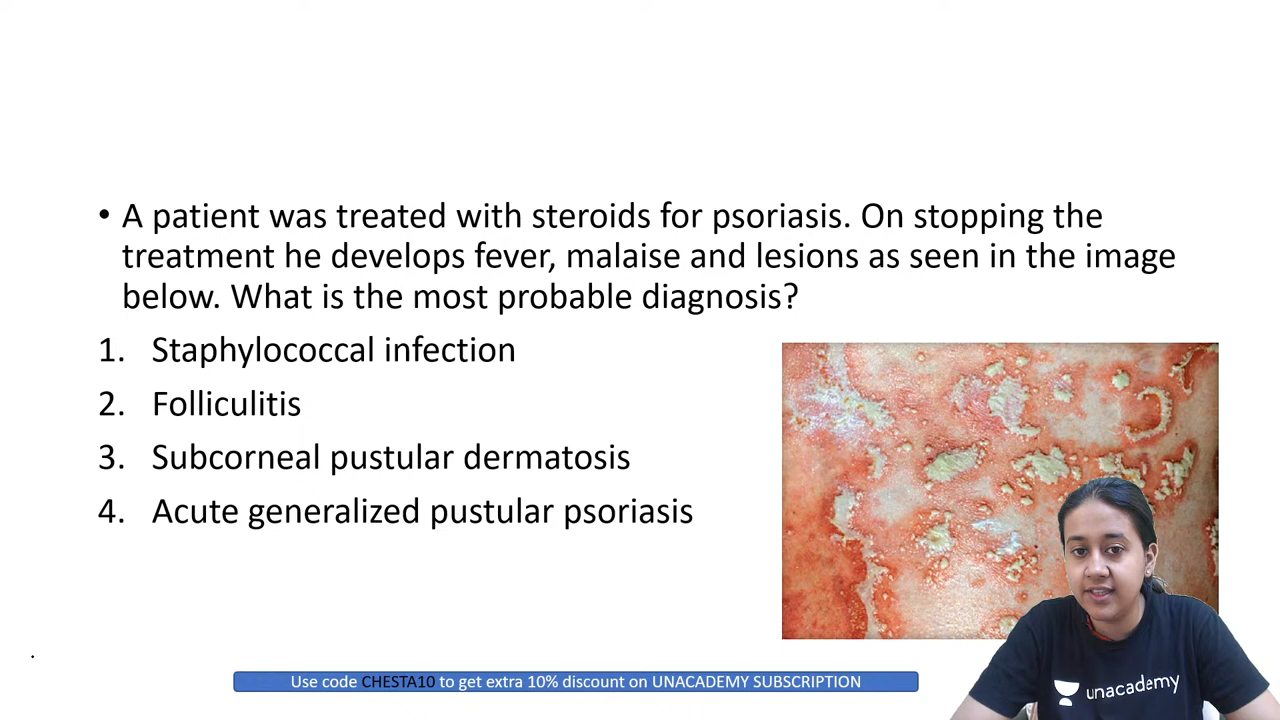 • A patient was treated with steroids for psoriasis. On stopping the
treatment he develops fever, malaise and lesions as seen in the image
below. What is the most probable diagnosis?
1. Staphylococcal infection
2. Folliculitis
3. Subcorneal pustular dermatosis
4. Acute generalized pustular psoriasis
Use code CHESTA10 to get extra 10% discount on UNACADEMY SUBSCRIPTION
unacademy